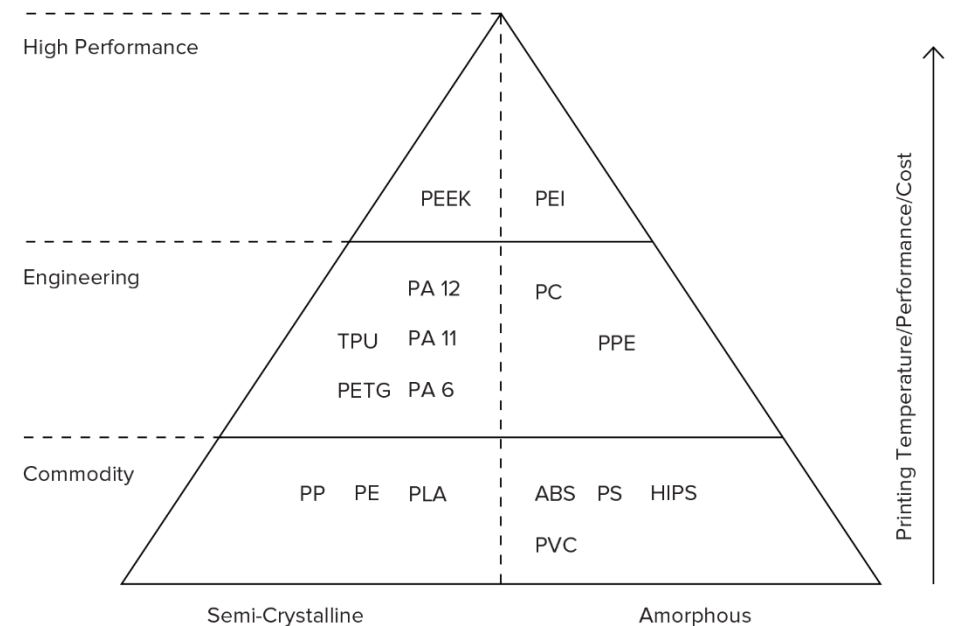 High Performance
PEEK PEI
Engineering
PA 12 PC
TPU PA 11 PPE
PETG PA 6
Commodity
PP PE PLA ABS PS HIPS
PVC
Semi-Crystalline Amorphous
Printing Temperature/Performance/Cost